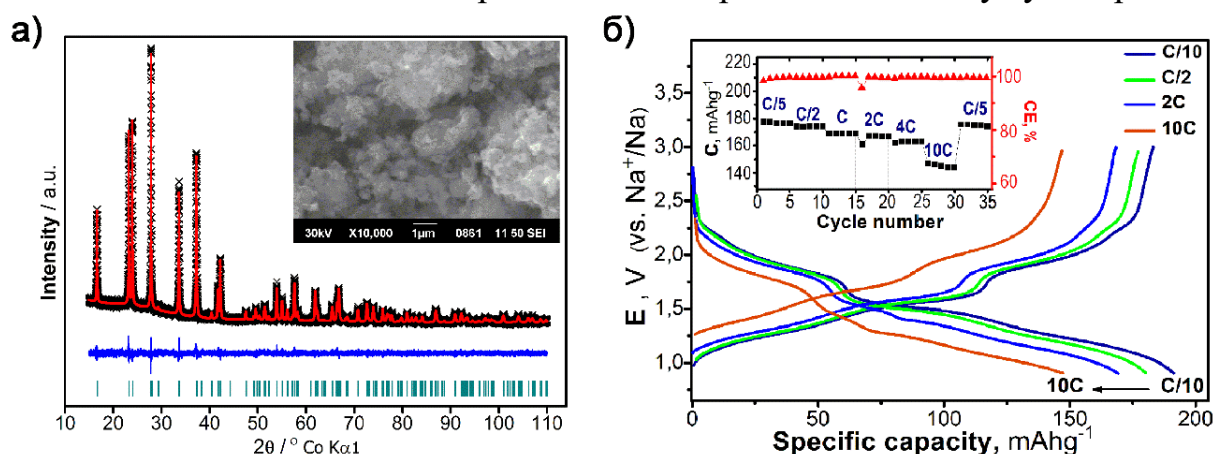 а)
Intensity / a.u.
30kV X10,000 1µm 0861 11 50 SEI
10 20 30 40 50 60 70 80 90 100 110
2θ / ° Co Kα1
б)
E, V (vs. Na⁺/Na)
3,5
3,0
2,5
2,0
1,5
1,0
C, mAhg⁻¹
220
200
180
160
140
C/5 C/2 C 2C 4C 10C C/5
100
80
60
CE, %
0 5 10 15 20 25 30 35
Cycle number
C/10
C/2
2C
10C
10C C/10
0 50 100 150 200
Specific capacity, mAhg⁻¹